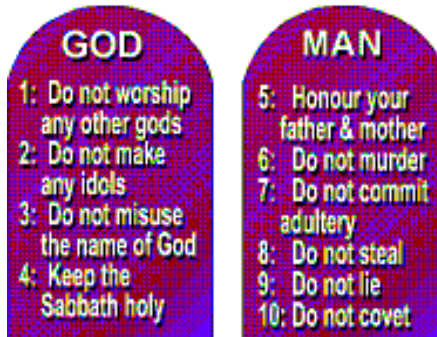 GOD
1: Do not worship
any other gods
2: Do not make
any idols
3: Do not misuse
the name of God
4: Keep the
Sabbath holy
MAN
5: Honour your
father & mother
6: Do not murder
7: Do not commit
adultery
8: Do not steal
9: Do not lie
10: Do not covet